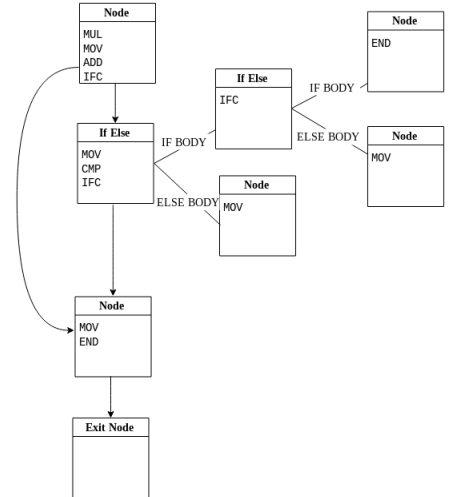 Node
MUL
MOV
ADD
IFC
If Else
MOV
CMP
IFC
IF BODY
ELSE BODY
If Else
IFC
IF BODY
ELSE BODY
Node
END
Node
MOV
Node
MOV
Node
MOV
END
Exit Node